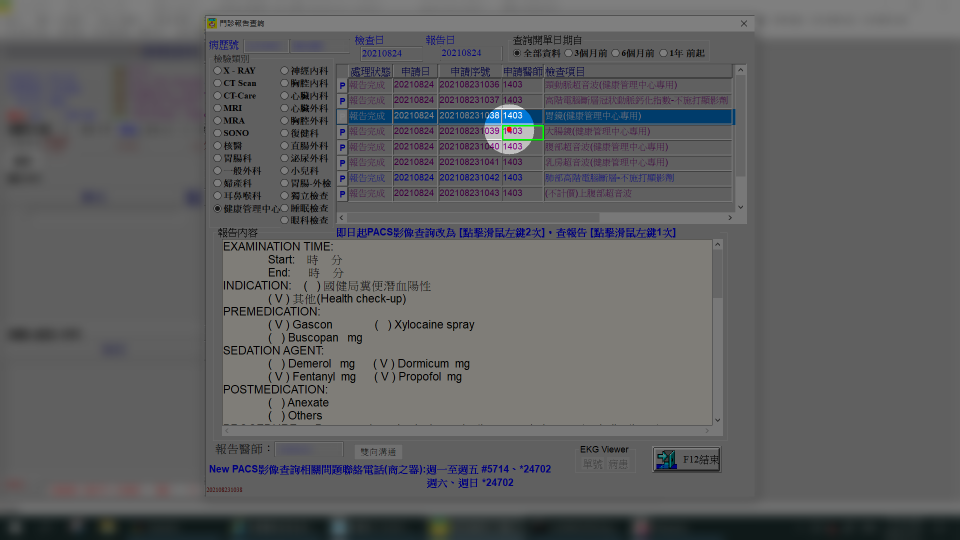 門診報告查詢
病歷號
檢查日 報告日
20210824 20210824
查詢開單日期自
全部資料 3個月前 6個月前 1年 前起
檢驗類別
X - RAY 神經內科
CT Scan 胸腔內科
CT-Care 心臟內科
MRI 心臟外科
MRA 胸腔外科
SONO 復健科
核醫 直腸外科
胃腸科 泌尿外科
一般外科 小兒科
婦產科 胃腸-外檢
耳鼻喉科 獨立檢查
健康管理中心 睡眠檢查
眼科檢查
處理狀態 申請日 申請序號 申請醫師 檢查項目
P 報告完成 20210824 202108231036 1403 頸動脈超音波(健康管理中心專用)
P 報告完成 20210824 202108231037 1403 高階電腦斷層冠狀動脈鈣化指數-不施打顯影劑
報告完成 20210824 202108231038 1403 胃鏡(健康管理中心專用)
P 報告完成 20210824 202108231039 1403 大腸鏡(健康管理中心專用)
P 報告完成 20210824 202108231040 1403 腹部超音波(健康管理中心專用)
P 報告完成 20210824 202108231041 1403 乳房超音波(健康管理中心專用)
P 報告完成 20210824 202108231042 1403 肺部高階電腦斷層-不施打顯影劑
P 報告完成 20210824 202108231043 1403 (不計價)上腹部超音波
報告內容
即日起PACS影像查詢改為 [點擊滑鼠左鍵2次]，查報告 [點擊滑鼠左鍵1次]
EXAMINATION TIME:
Start: 時 分
End: 時 分
INDICATION: ( ) 國健局糞便潛血陽性
( V ) 其他(Health check-up)
PREMEDICATION:
( V ) Gascon ( ) Xylocaine spray
( ) Buscopan mg
SEDATION AGENT:
( ) Demerol mg ( V ) Dormicum mg
( V ) Fentanyl mg ( V ) Propofol mg
POSTMEDICATION:
( ) Anexate
( ) Others
報告醫師：
雙向溝通
EKG Viewer
單號 病患
F12結束
New PACS影像查詢相關問題聯絡電話(商之器):週一至週五 #5714、*24702
週六、週日 *24702
202108231038